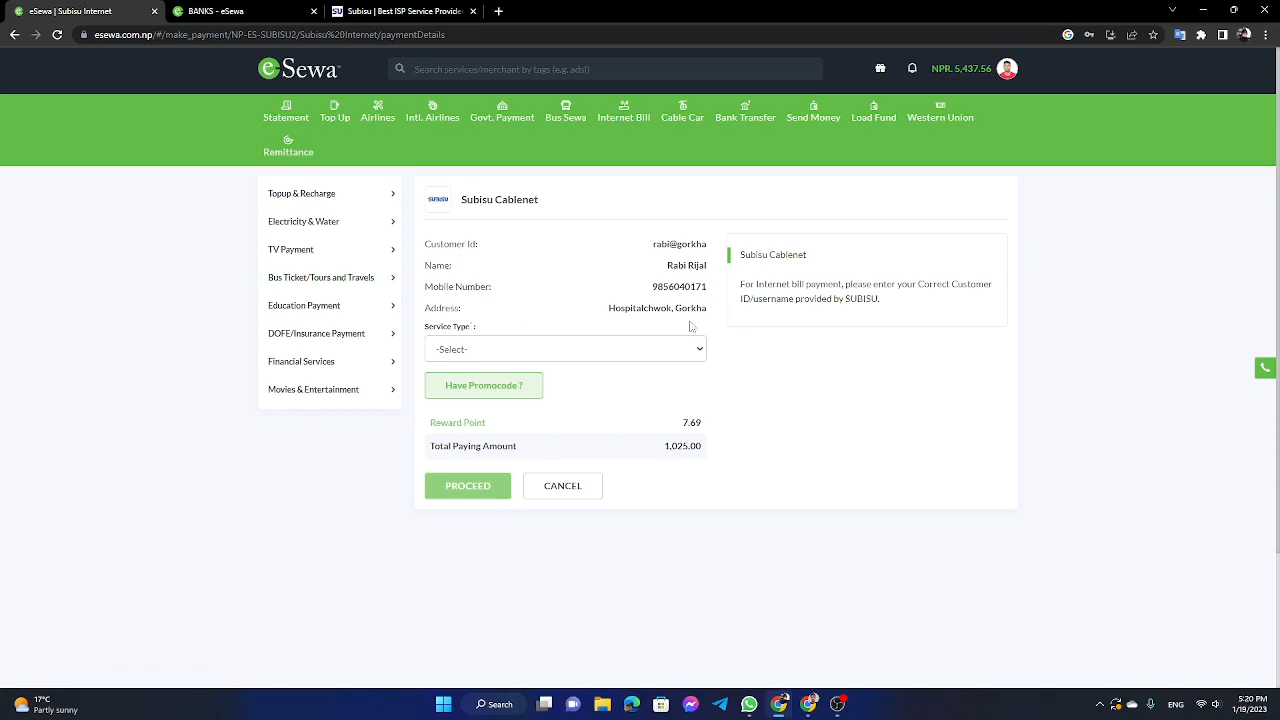 eSewa | Subisu Internet
BANKS - eSewa
SU Subisu | Best ISP Service Provider
esewa.com.np/#/make_payment/NP-ES-SUBISU2/Subisu%20Internet/paymentDetails
eSewa™
Search services/merchant by tags (e.g. adsl)
NPR. 5,437.56
Statement Top Up Airlines Intl. Airlines Govt. Payment Bus Sewa Internet Bill Cable Car Bank Transfer Send Money Load Fund Western Union
Remittance
Topup & Recharge
Electricity & Water
TV Payment
Bus Ticket/Tours and Travels
Education Payment
DOFE/Insurance Payment
Financial Services
Movies & Entertainment
SUBISU Subisu Cablenet
Customer Id: rabi@gorkha
Name: Rabi Rijal
Mobile Number: 9856040171
Address: Hospitalchwok, Gorkha
Service Type*:
-Select-
Have Promocode ?
Reward Point 7.69
Total Paying Amount 1,025.00
PROCEED CANCEL
Subisu Cablenet
For Internet bill payment, please enter your Correct Customer
ID/username provided by SUBISU.
17°C
Partly sunny
Search
ENG
5:20 PM
1/19/2023